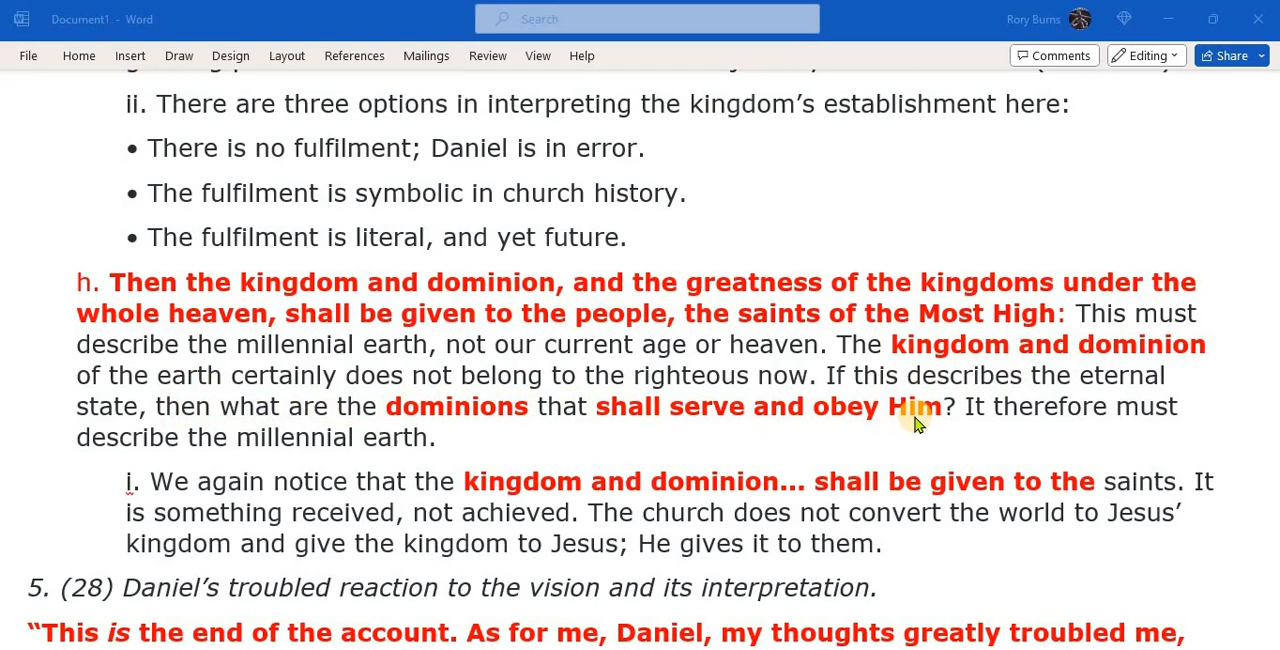 Document1 - Word
Search
Rory Burns
File Home Insert Draw Design Layout References Mailings Review View Help
Comments Editing Share
ii. There are three options in interpreting the kingdom’s establishment here:
• There is no fulfilment; Daniel is in error.
• The fulfilment is symbolic in church history.
• The fulfilment is literal, and yet future.
h. Then the kingdom and dominion, and the greatness of the kingdoms under the
whole heaven, shall be given to the people, the saints of the Most High: This must
describe the millennial earth, not our current age or heaven. The kingdom and dominion
of the earth certainly does not belong to the righteous now. If this describes the eternal
state, then what are the dominions that shall serve and obey Him? It therefore must
describe the millennial earth.
i. We again notice that the kingdom and dominion... shall be given to the saints. It
is something received, not achieved. The church does not convert the world to Jesus’
kingdom and give the kingdom to Jesus; He gives it to them.
5. (28) Daniel’s troubled reaction to the vision and its interpretation.
“This is the end of the account. As for me, Daniel, my thoughts greatly troubled me,